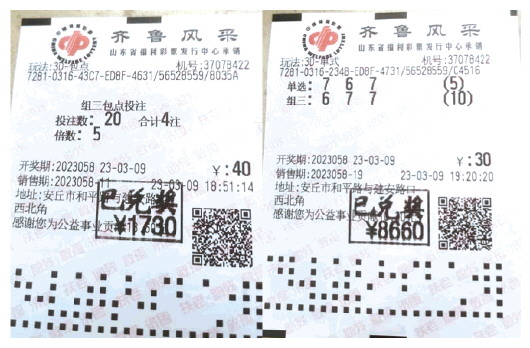 齐鲁风采
山东省福利彩票发行中心承销
玩法:3D-包点 机号:37078422
7281-0316-43C7-ED8F-4631/56528559/8035A
组三包点投注
投注数: 20 合计4注
倍数: 5
开奖期:2023058 23-03-09 ￥:40
销售期:2023058-11 23-03-09 18:51:14
地址:安丘市和平路与建安路
西北角
感谢您为公益事业贡献
已兑奖
￥1730
齐鲁风采
山东省福利彩票发行中心承销
玩法:3D-单式 机号:37078422
7281-0316-234B-ED8F-4731/56528559/C4516
单选: 7 6 7 (5)
组三: 6 7 7 (10)
开奖期:2023058 23-03-09 ￥:30
销售期:2023058-19 23-03-09 19:20:20
地址:安丘市和平路与建安路口
西北角
感谢您为公益事业贡
已兑奖
￥8660